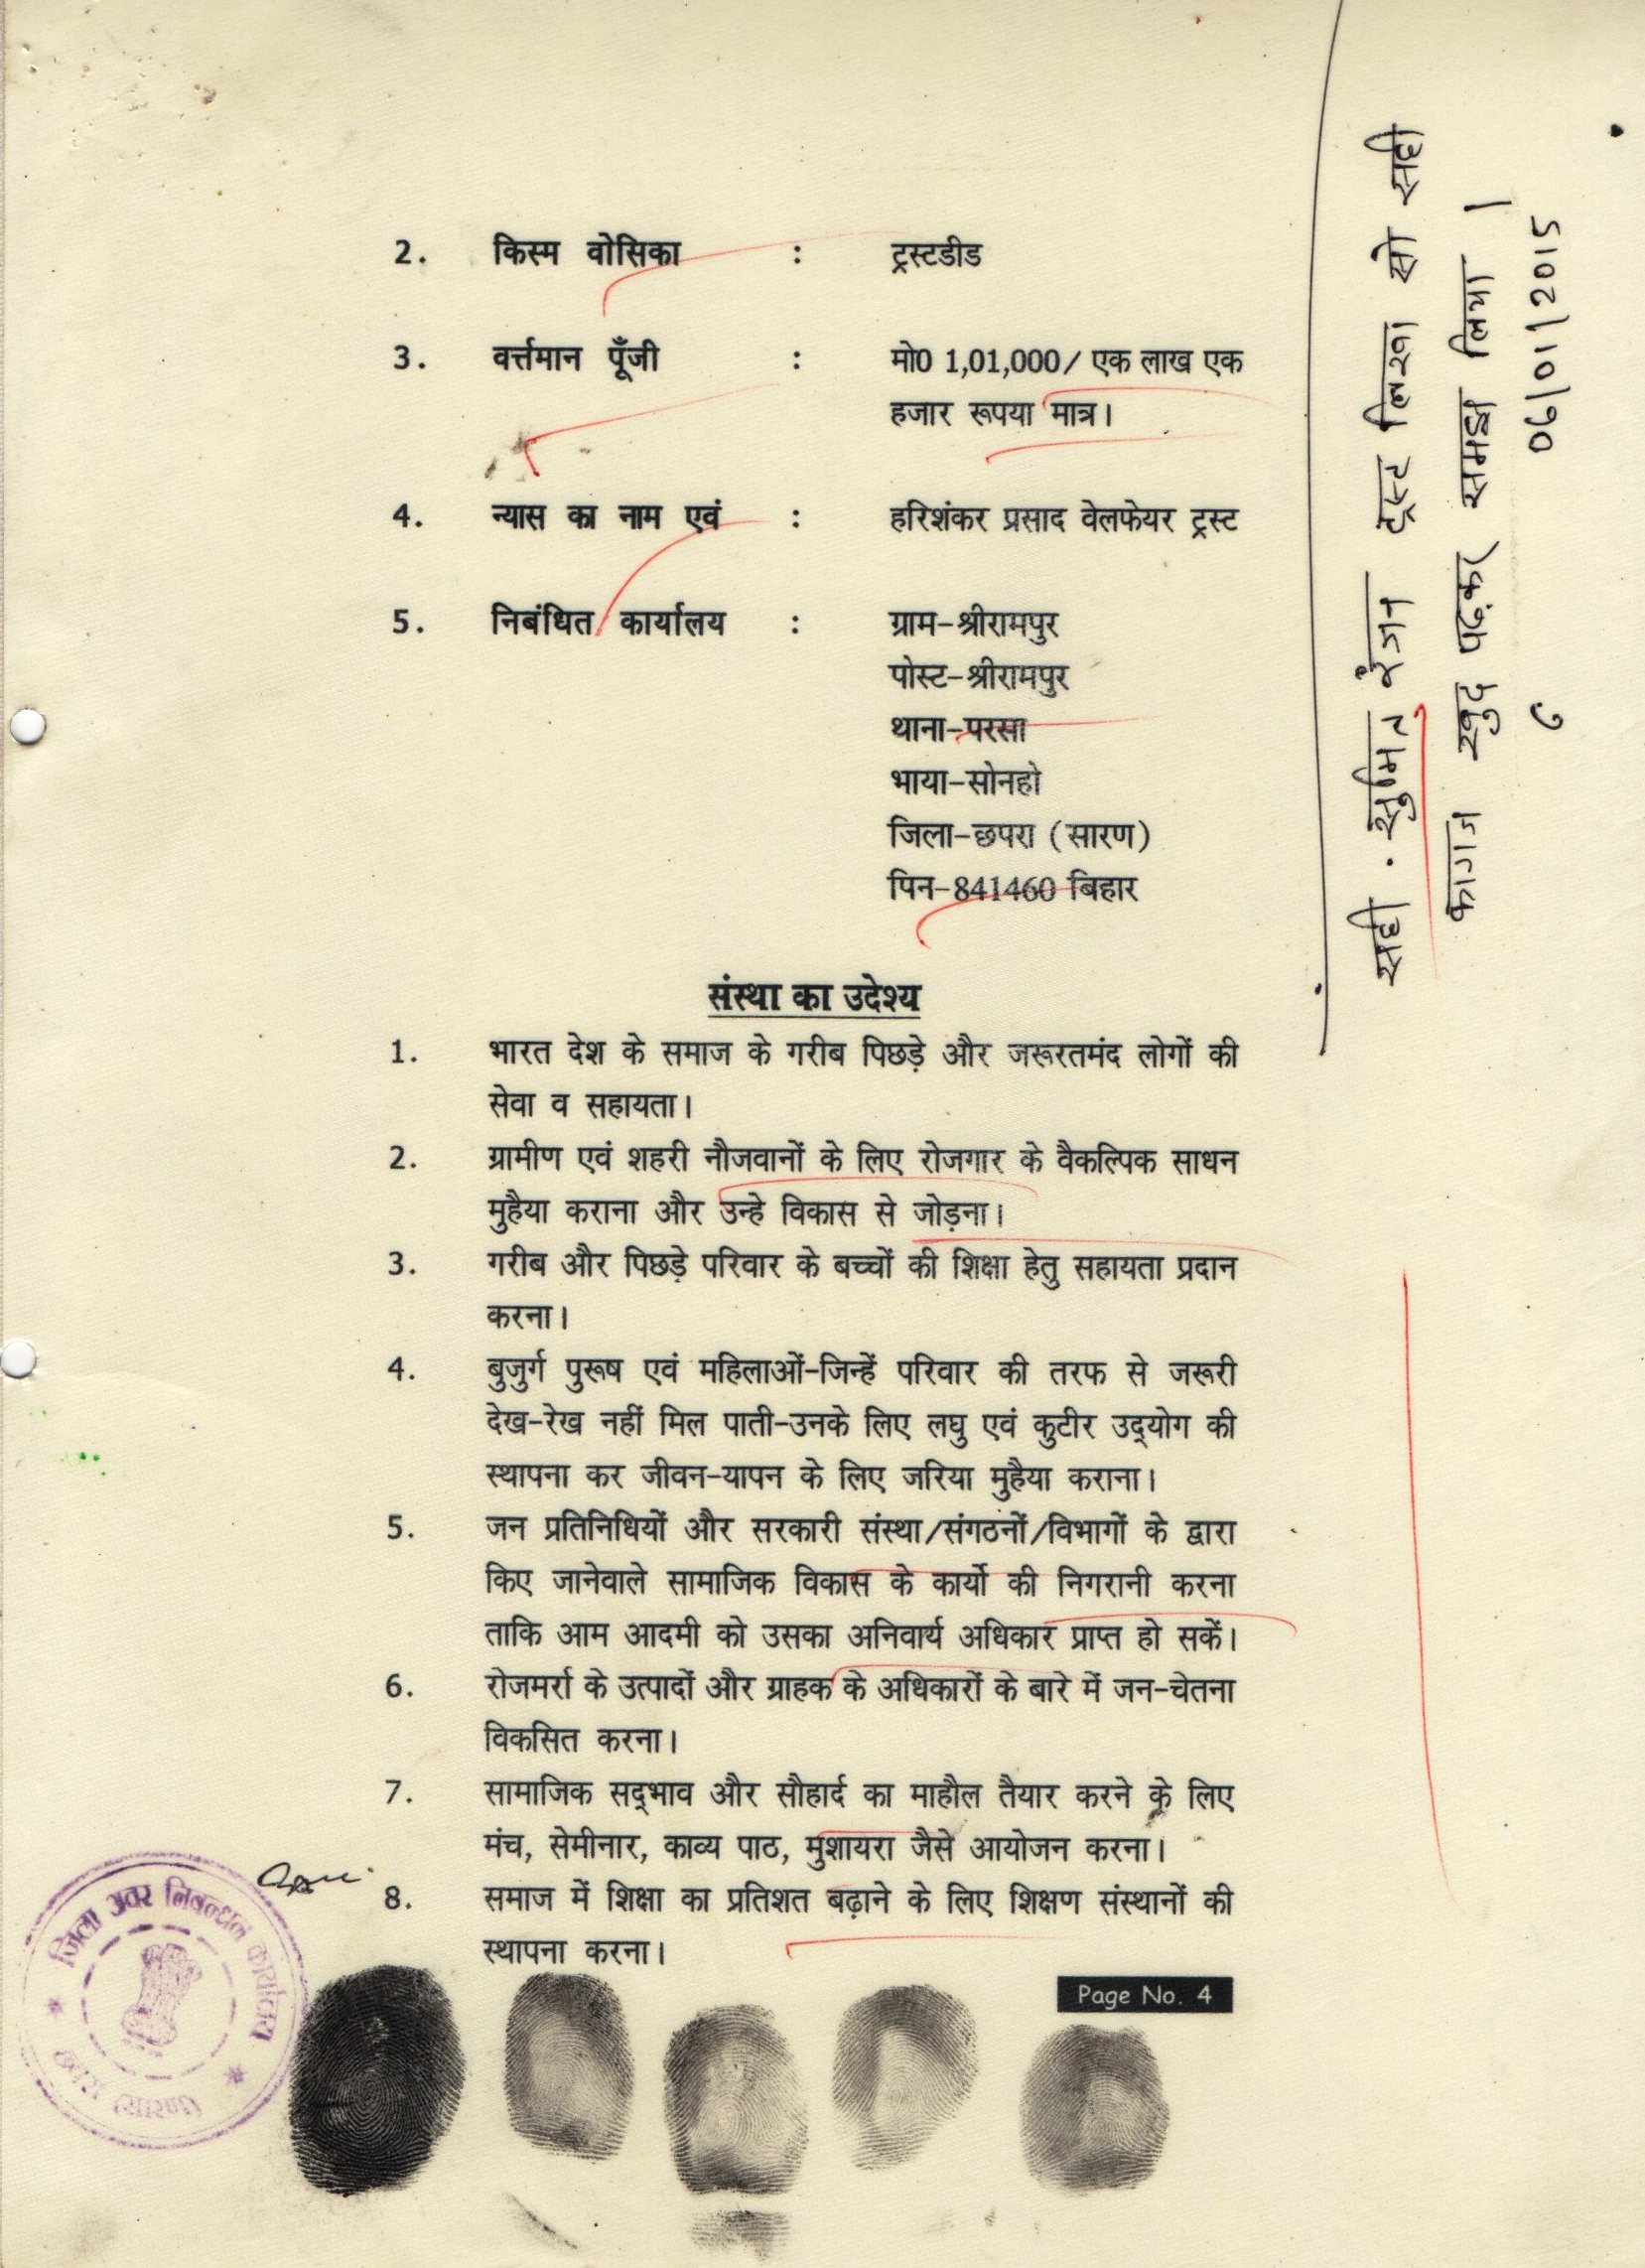 2. किस्म वोसिका : ट्रस्टडीड
3. वर्त्तमान पूँजी : मो0 1,01,000/ एक लाख एक
हजार रूपया मात्र।
4. न्यास का नाम एवं : हरिशंकर प्रसाद वेलफेयर ट्रस्ट
5. निबंधित कार्यालय : ग्राम-श्रीरामपुर
पोस्ट-श्रीरामपुर
थाना-परसा
भाया-सोनहो
जिला-छपरा (सारण)
पिन-841460 बिहार
संस्था का उदेश्य
1. भारत देश के समाज के गरीब पिछड़े और जरूरतमंद लोगों की
सेवा व सहायता।
2. ग्रामीण एवं शहरी नौजवानों के लिए रोजगार के वैकल्पिक साधन
मुहैया कराना और उन्हे विकास से जोड़ना।
3. गरीब और पिछड़े परिवार के बच्चों की शिक्षा हेतु सहायता प्रदान
करना।
4. बुजुर्ग पुरूष एवं महिलाओं-जिन्हें परिवार की तरफ से जरूरी
देख-रेख नहीं मिल पाती-उनके लिए लघु एवं कुटीर उद्‌योग की
स्थापना कर जीवन-यापन के लिए जरिया मुहैया कराना।
5. जन प्रतिनिधियों और सरकारी संस्था/संगठनों/विभागों के द्वारा
किए जानेवाले सामाजिक विकास के कार्यो की निगरानी करना
ताकि आम आदमी को उसका अनिवार्य अधिकार प्राप्त हो सकें।
6. रोजमर्रा के उत्पादों और ग्राहक के अधिकारों के बारे में जन-चेतना
विकसित करना।
7. सामाजिक सद्‌भाव और सौहार्द का माहौल तैयार करने के लिए
मंच, सेमीनार, काव्य पाठ, मुशायरा जैसे आयोजन करना।
8. समाज में शिक्षा का प्रतिशत बढ़ाने के लिए शिक्षण संस्थानों की
स्थापना करना।
Page No. 4
सही . सुमित रंजन ट्रस्ट लिखा सो सही
कागज खुद पढ़कर समझ लिया ।
06/01/2015
जिला अवर निबन्धन कार्यालय
छपरा (सारण)